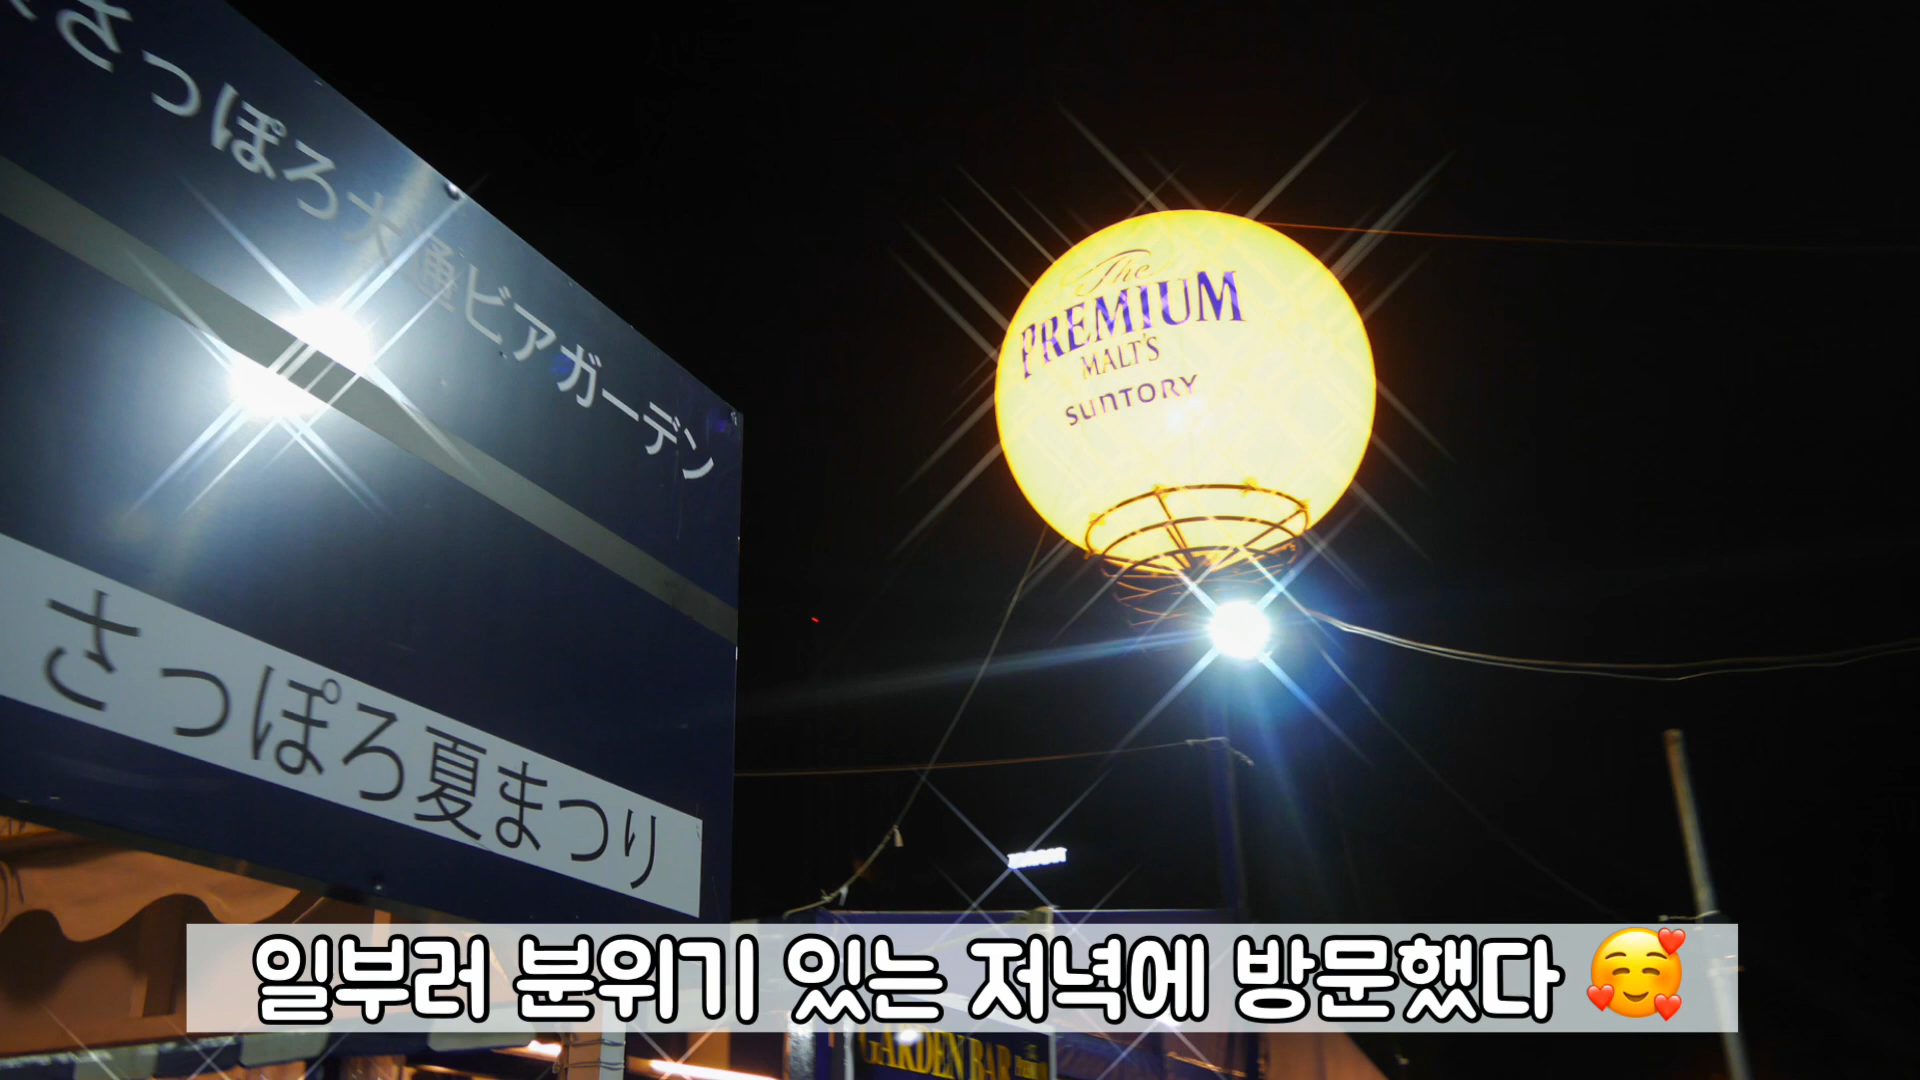 さっぽろ大通ビアガーデン
さっぽろ夏まつり
The
PREMIUM
MALT'S
SUNTORY
GARDEN BAR
일부러 분위기 있는 저녁에 방문했다 🥰